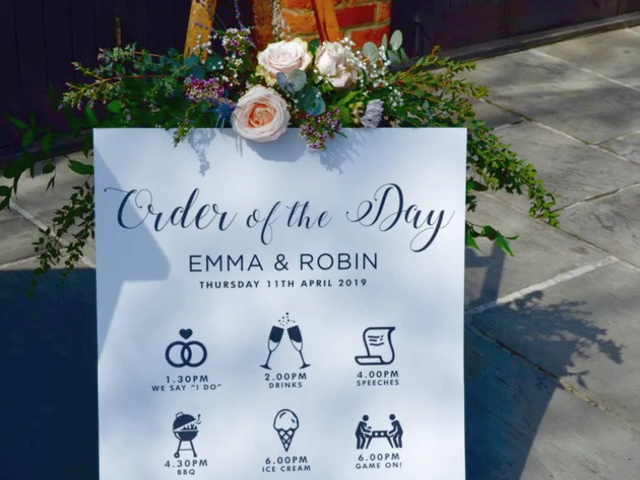 Order of the Day
EMMA & ROBIN
THURSDAY 11TH APRIL 2019
1.30PM
WE SAY "I DO"
2.00PM
DRINKS
4.00PM
SPEECHES
4.30PM
BBQ
6.00PM
ICE CREAM
6.00PM
GAME ON!